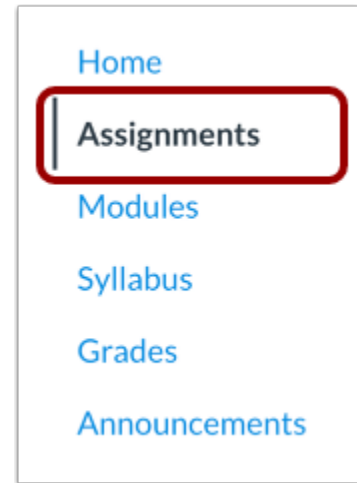 Home
Assignments
Modules
Syllabus
Grades
Announcements